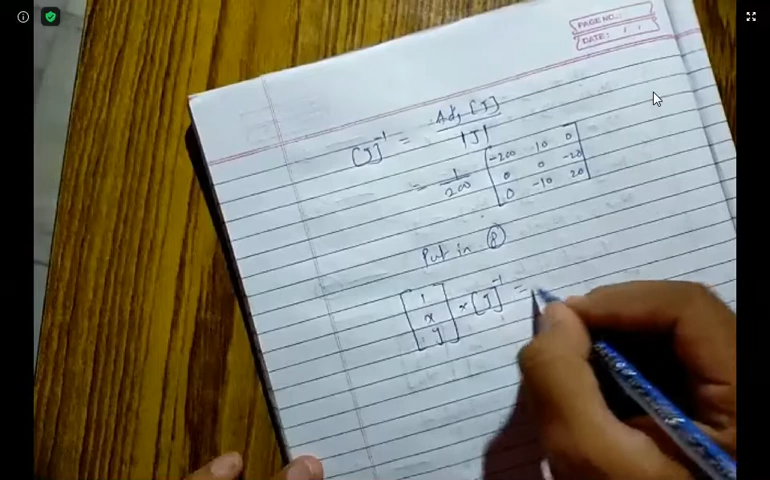 PAGE NO.:
DATE: / /
[J]⁻¹ = Adj [J] / |J|
= 1/200 [-200 10 0
0 0 -20
0 -10 20]
Put in ⓟ
[1
x
y] × [J]⁻¹ =